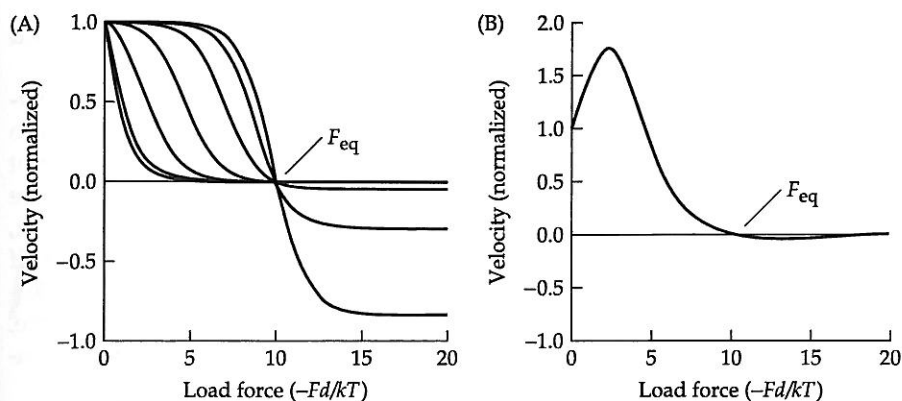 (A)
Velocity (normalized)
1.0
0.5
0.0
−0.5
−1.0
F_eq
0 5 10 15 20
Load force (−Fd/kT)
(B)
Velocity (normalized)
2.0
1.5
1.0
0.5
0.0
−0.5
−1.0
F_eq
0 5 10 15 20
Load force (−Fd/kT)